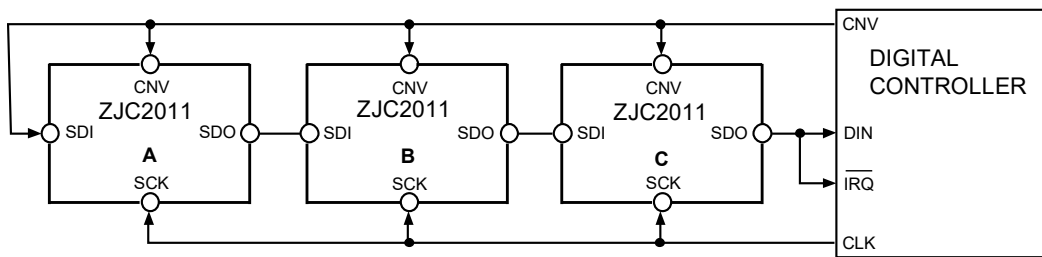 CNV
DIGITAL
CONTROLLER
CNV
CNV
CNV
ZJC2011
ZJC2011
ZJC2011
SDI
SDO
SDI
SDO
SDI
SDO
DIN
A
B
C
IRQ
SCK
SCK
SCK
CLK